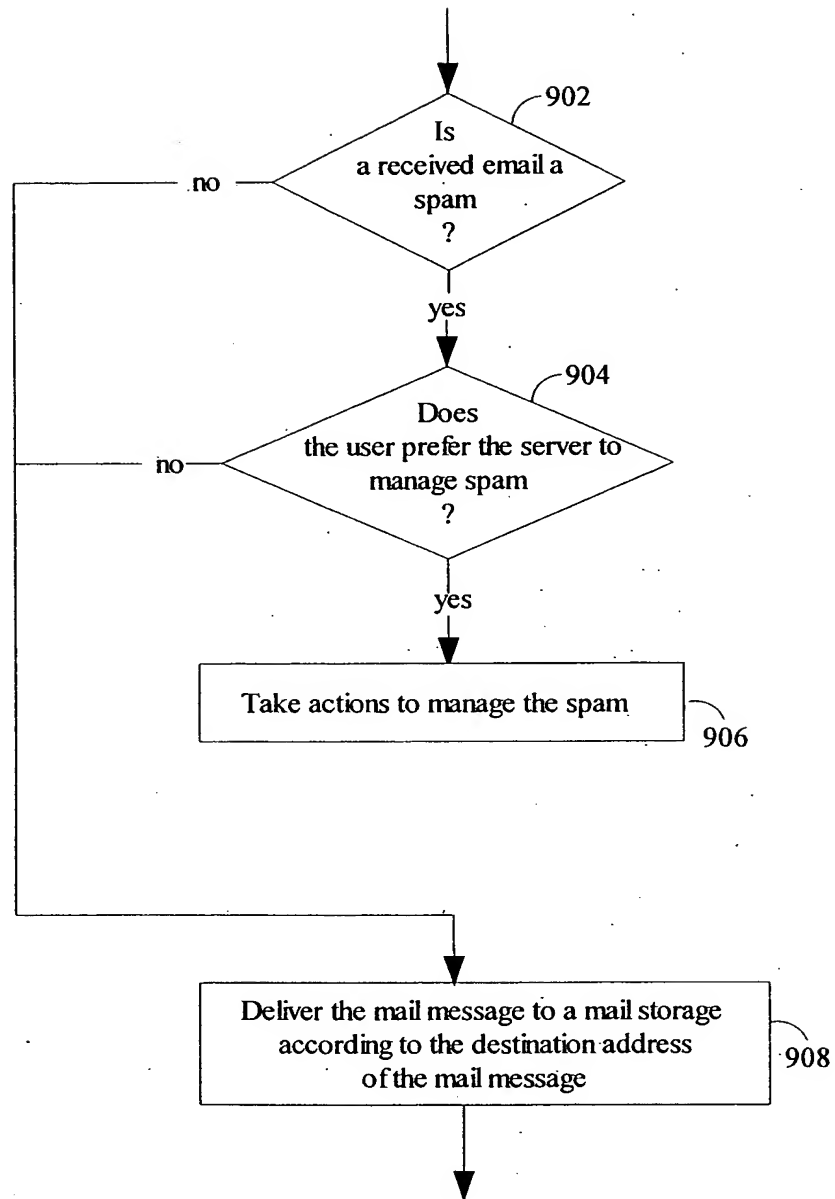 902
Is
a received email a
spam
?
no
yes
904
Does
the user prefer the server to
manage spam
?
no
yes
Take actions to manage the spam
906
Deliver the mail message to a mail storage
according to the destination address
of the mail message
908